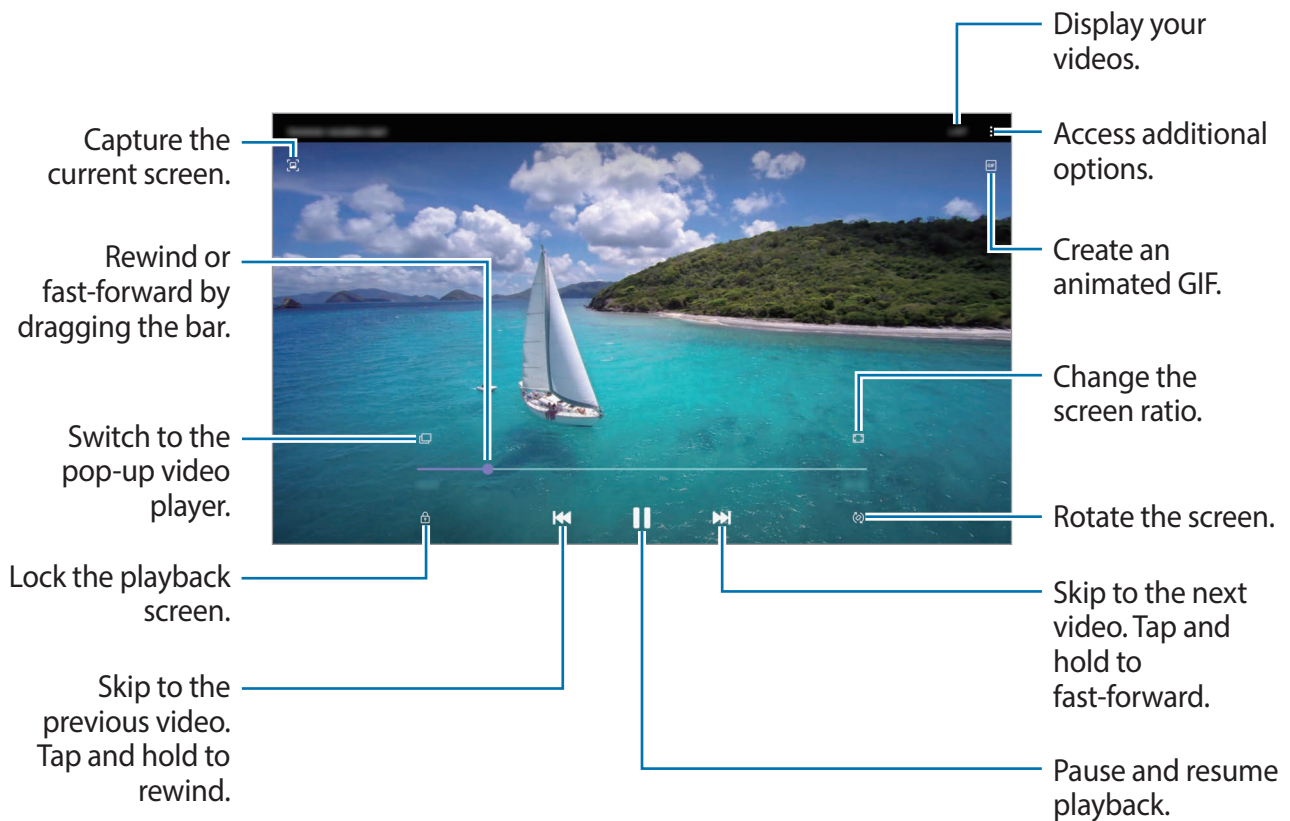 Display your
videos.
Capture the
current screen.
Access additional
options.
GIF
Rewind or
fast-forward by
dragging the bar.
Create an
animated GIF.
Change the
screen ratio.
Switch to the
pop-up video
player.
Rotate the screen.
Lock the playback
screen.
Skip to the next
video. Tap and
hold to
fast-forward.
Skip to the
previous video.
Tap and hold to
rewind.
Pause and resume
playback.